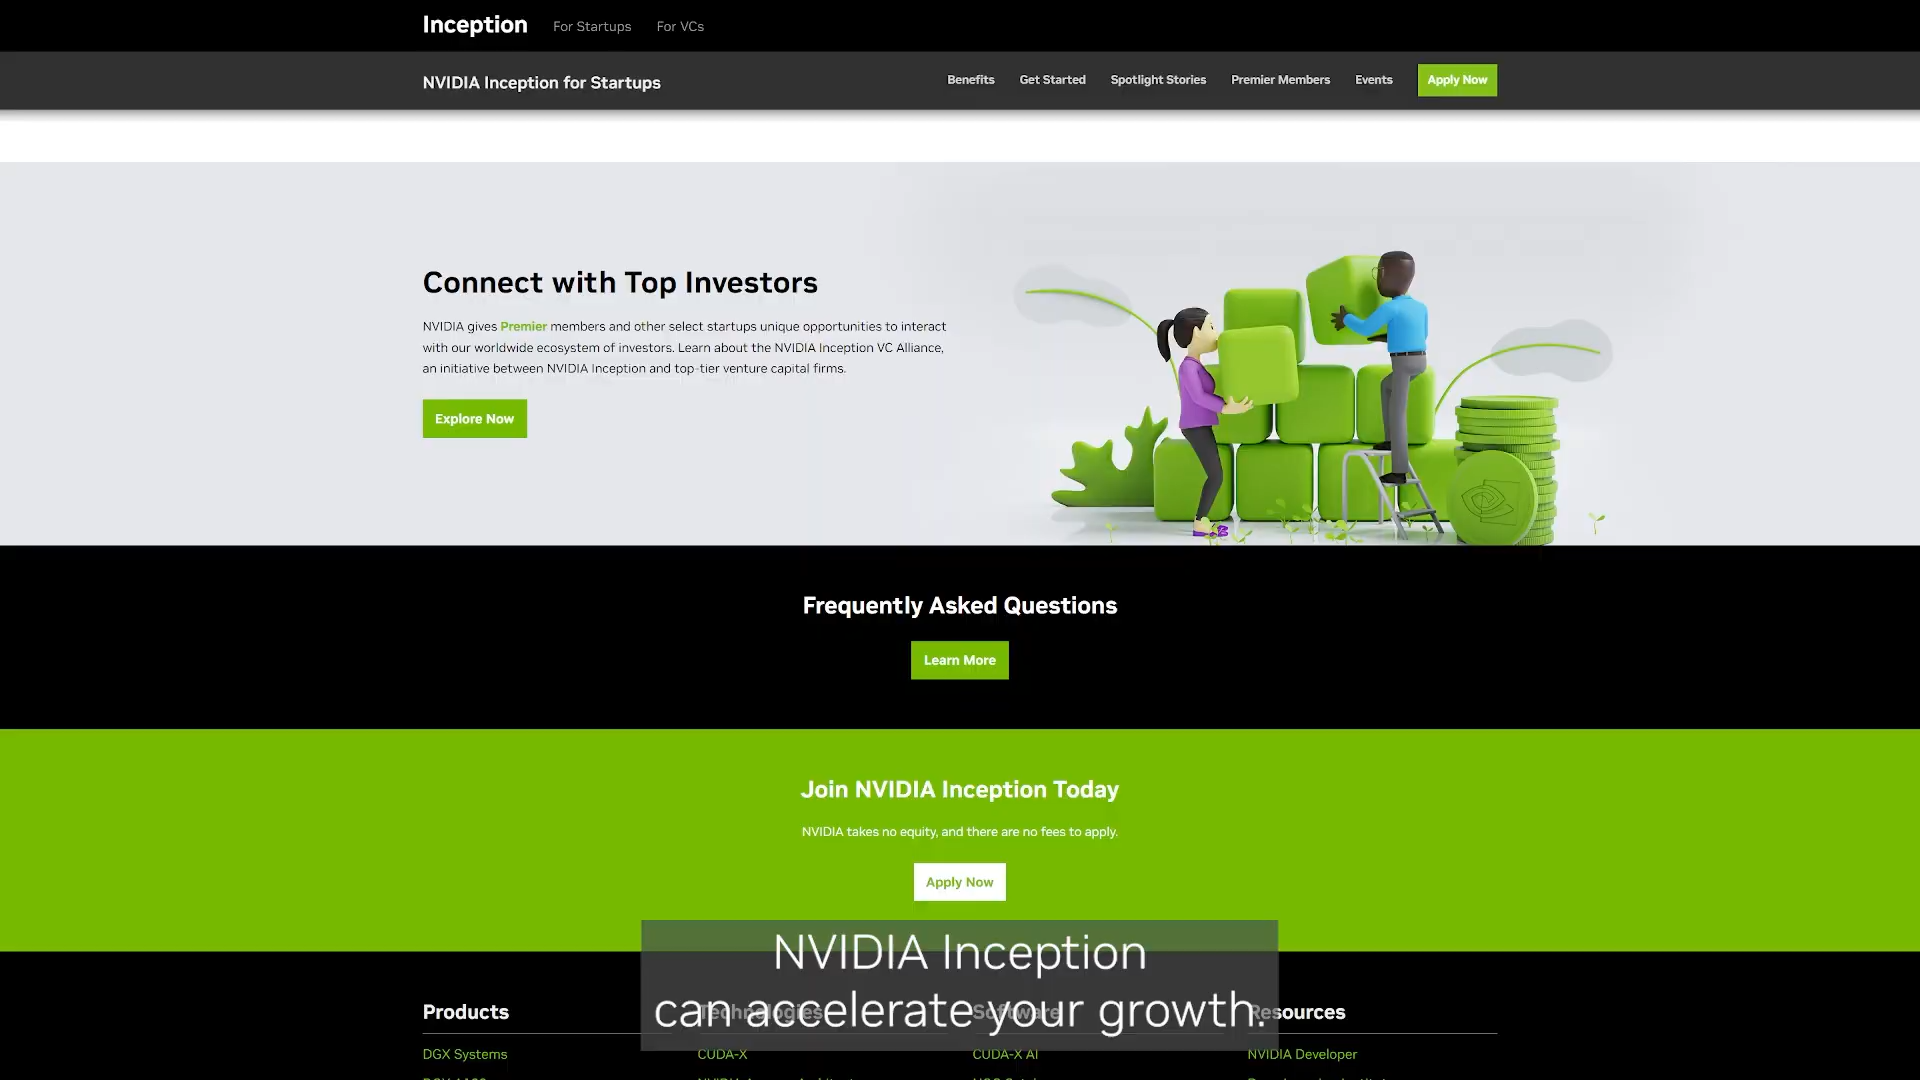 Inception
For Startups
For VCs
NVIDIA Inception for Startups
Benefits
Get Started
Spotlight Stories
Premier Members
Events
Apply Now
Connect with Top Investors
NVIDIA gives Premier members and other select startups unique opportunities to interact
with our worldwide ecosystem of investors. Learn about the NVIDIA Inception VC Alliance,
an initiative between NVIDIA Inception and top-tier venture capital firms.
Explore Now
Frequently Asked Questions
Learn More
Join NVIDIA Inception Today
NVIDIA takes no equity, and there are no fees to apply.
Apply Now
NVIDIA Inception
can accelerate your growth.
Products
Technologies
Software
Resources
DGX Systems
CUDA-X
CUDA-X AI
NVIDIA Developer